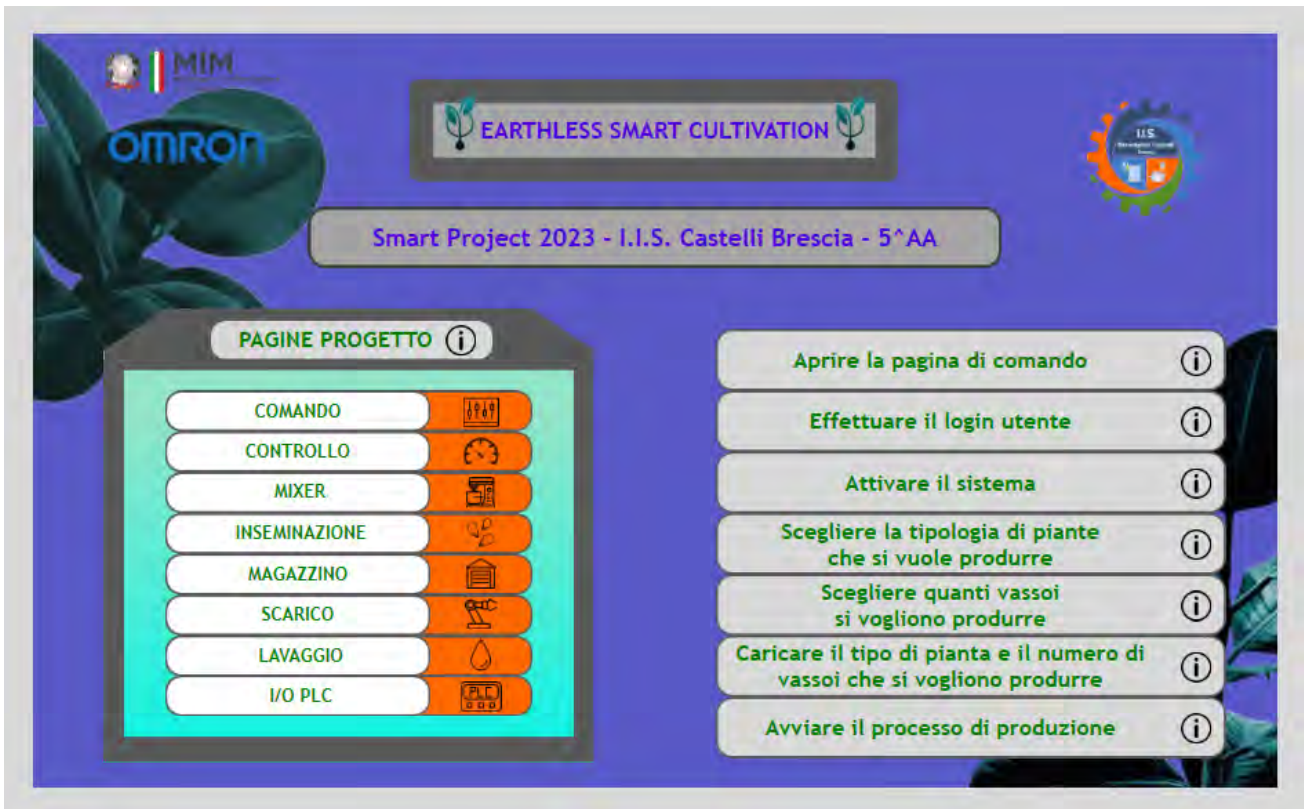 MIM
OMRON
EARTHLESS SMART CULTIVATION
I.I.S.
Smart Project 2023 - I.I.S. Castelli Brescia - 5^AA
PAGINE PROGETTO i
COMANDO
CONTROLLO
MIXER
INSEMINAZIONE
MAGAZZINO
SCARICO
LAVAGGIO
I/O PLC
PLC
Aprire la pagina di comando i
Effettuare il login utente i
Attivare il sistema i
Scegliere la tipologia di piante
che si vuole produrre i
Scegliere quanti vassoi
si vogliono produrre i
Caricare il tipo di pianta e il numero di
vassoi che si vogliono produrre i
Avviare il processo di produzione i